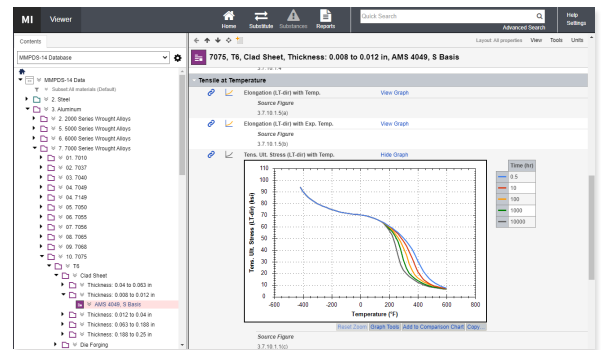 MI Viewer
Home
Substitute
Substances
Reports
Quick Search
Advanced Search
Help
Settings
Contents
MMPDS-14 Database
MMPDS-14 Data
Subset: All materials (Default)
2. Steel
3. Aluminum
2. 2000 Series Wrought Alloys
5. 5000 Series Wrought Alloys
6. 6000 Series Wrought Alloys
7. 7000 Series Wrought Alloys
01. 7010
02. 7037
03. 7040
04. 7049
04. 7149
05. 7050
06. 7055
07. 7056
08. 7065
09. 7068
10. 7075
T6
Clad Sheet
Thickness: 0.04 to 0.063 in
Thickness: 0.008 to 0.012 in
AMS 4049, S Basis
Thickness: 0.012 to 0.04 in
Thickness: 0.063 to 0.188 in
Thickness: 0.188 to 0.25 in
Die Forging
Layout: All properties View Tools Units
7075, T6, Clad Sheet, Thickness: 0.008 to 0.012 in, AMS 4049, S Basis
Tensile at Temperature
Elongation (LT-dir) with Temp. View Graph
Source Figure
3.7.10.1.5(a)
Elongation (LT-dir) with Exp. Temp. View Graph
Source Figure
3.7.10.1.5(b)
Tens. Ult. Stress (LT-dir) with Temp. Hide Graph
Tens. Ult. Stress (LT-dir) (ksi)
110
100
90
80
70
60
50
40
30
20
10
0
-600 -400 -200 0 200 400 600 800
Temperature (°F)
Time (hr)
0.5
10
100
1000
10000
Reset Zoom Graph Tools Add to Comparison Chart Copy...
Source Figure
3.7.10.1.1(c)